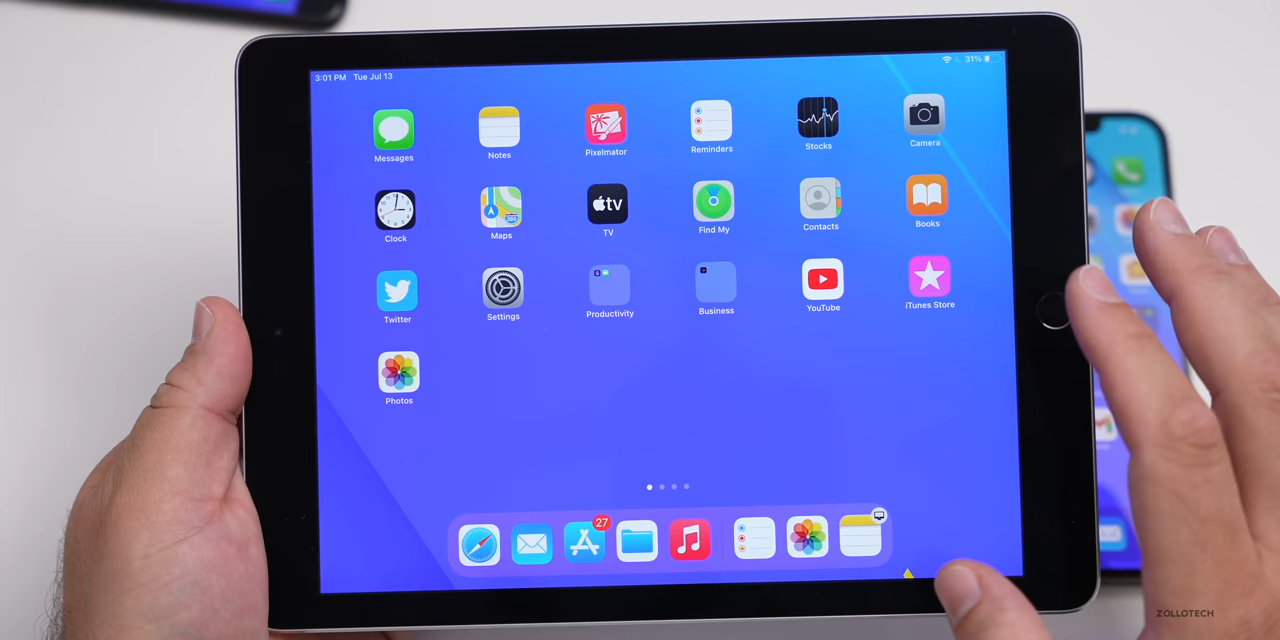 3:01 PM Tue Jul 13
31%
Messages
Notes
Pixelmator
Reminders
Stocks
Camera
Clock
Maps
tv
TV
Find My
Contacts
Books
Twitter
Settings
Productivity
Business
YouTube
iTunes Store
Photos
27
ZOLLOTECH